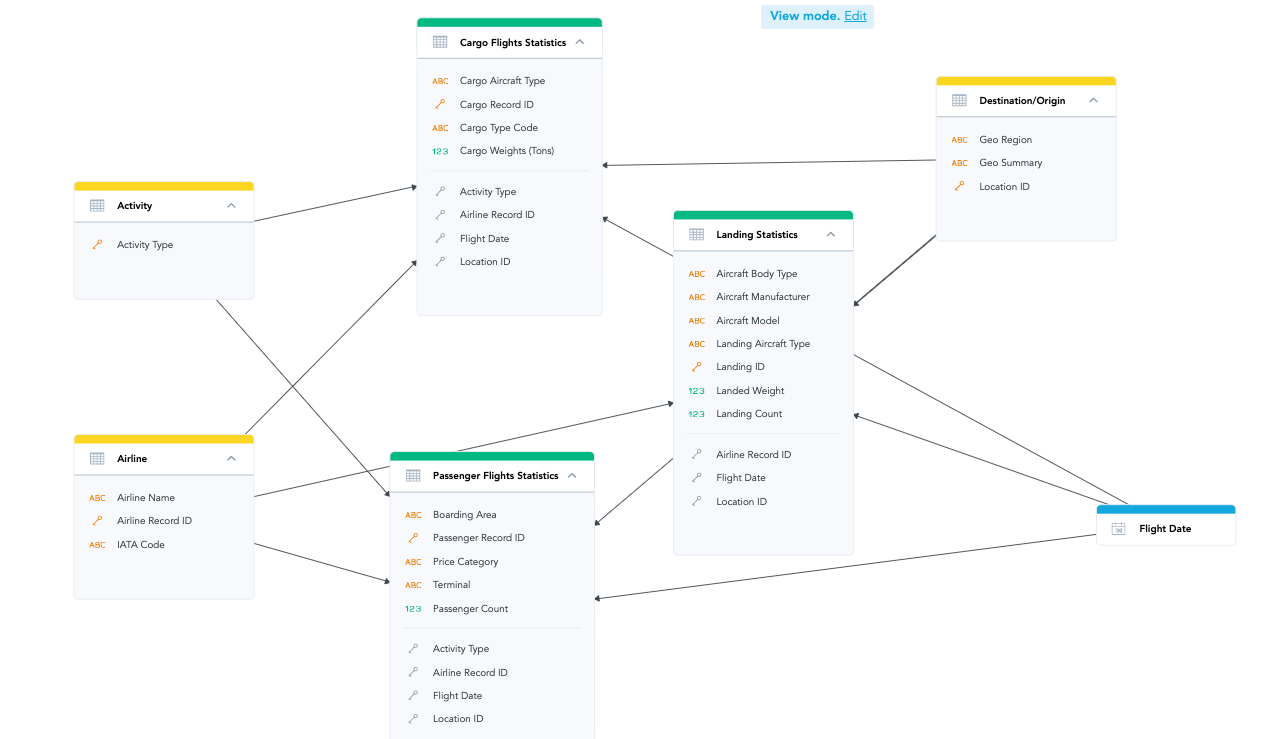 View mode. Edit
Cargo Flights Statistics
ABC Cargo Aircraft Type
Cargo Record ID
ABC Cargo Type Code
123 Cargo Weights (Tons)
Activity Type
Airline Record ID
Flight Date
Location ID
Destination/Origin
ABC Geo Region
ABC Geo Summary
Location ID
Activity
Activity Type
Landing Statistics
ABC Aircraft Body Type
ABC Aircraft Manufacturer
ABC Aircraft Model
ABC Landing Aircraft Type
Landing ID
123 Landed Weight
123 Landing Count
Airline Record ID
Flight Date
Location ID
Airline
ABC Airline Name
Airline Record ID
ABC IATA Code
Passenger Flights Statistics
ABC Boarding Area
Passenger Record ID
ABC Price Category
ABC Terminal
123 Passenger Count
Activity Type
Airline Record ID
Flight Date
Location ID
Flight Date